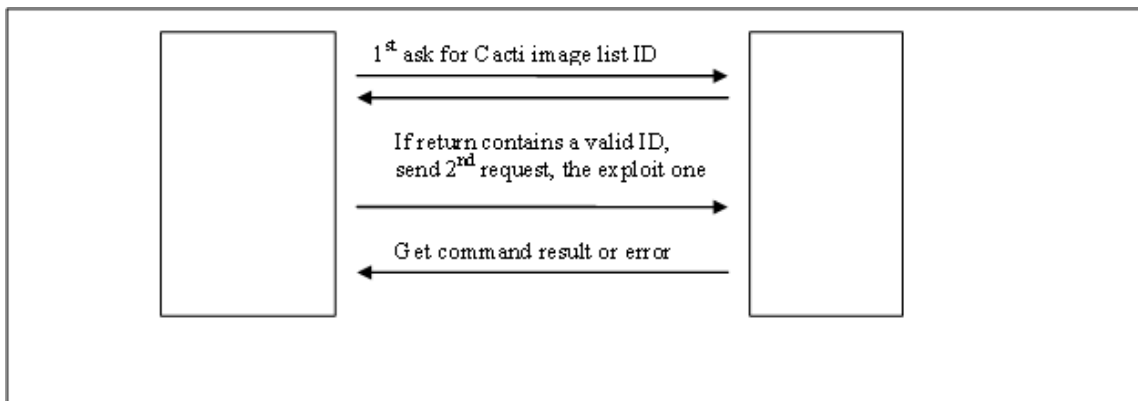 1st ask for Cacti image list ID
If return contains a valid ID,
send 2nd request, the exploit one
Get command result or error